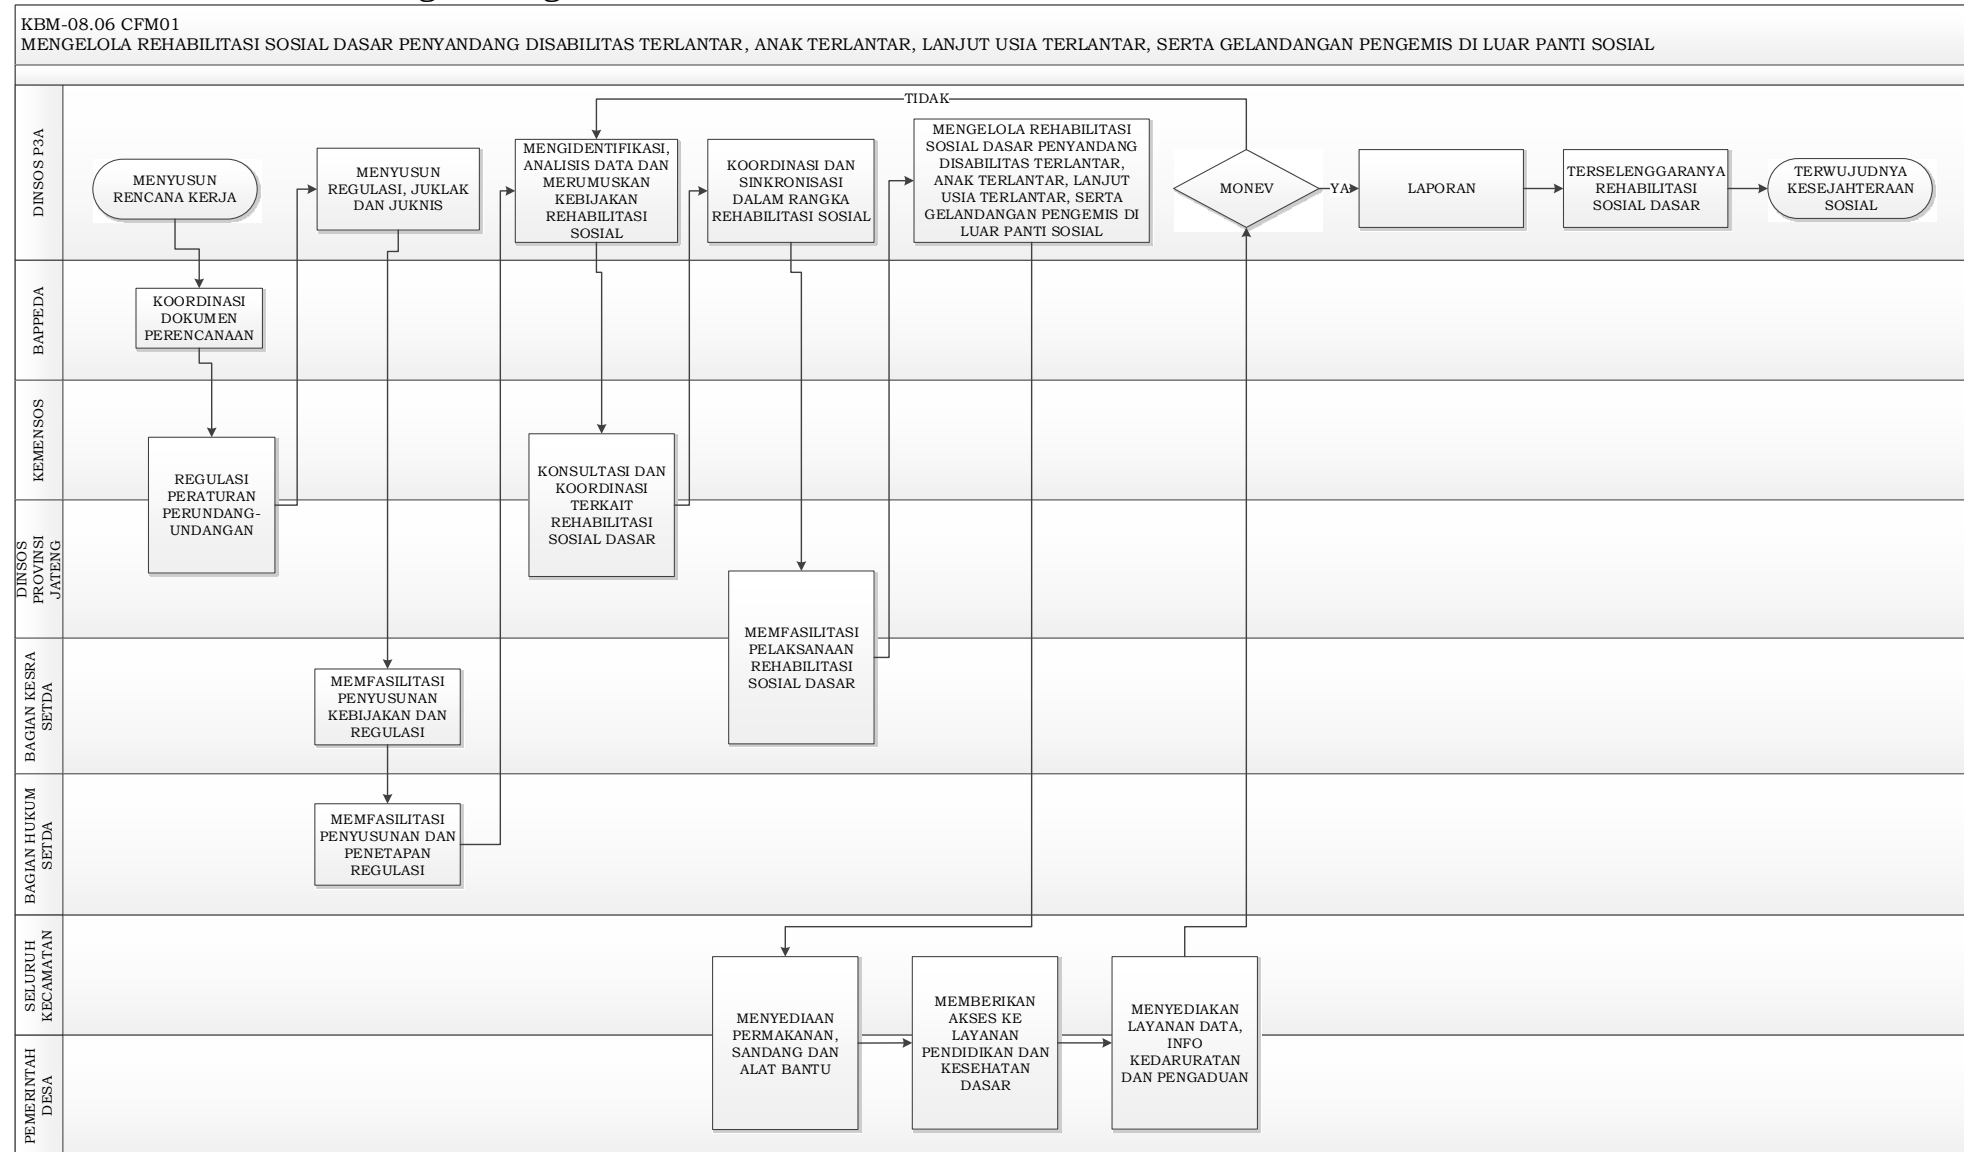 KBM-08.06 CFM01
MENGELOLA REHABILITASI SOSIAL DASAR PENYANDANG DISABILITAS TERLANTAR, ANAK TERLANTAR, LANJUT USIA TERLANTAR, SERTA GELANDANGAN PENGEMIS DI LUAR PANTI SOSIAL
DINSOS P3A
MENYUSUN
RENCANA KERJA
MENYUSUN
REGULASI, JUKLAK
DAN JUKNIS
MENGIDENTIFIKASI,
ANALISIS DATA DAN
MERUMUSKAN
KEBIJAKAN
REHABILITASI
SOSIAL
KOORDINASI DAN
SINKRONISASI
DALAM RANGKA
REHABILITASI SOSIAL
MENGELOLA REHABILITASI
SOSIAL DASAR PENYANDANG
DISABILITAS TERLANTAR,
ANAK TERLANTAR, LANJUT
USIA TERLANTAR, SERTA
GELANDANGAN PENGEMIS DI
LUAR PANTI SOSIAL
TIDAK
MONEV
YA
LAPORAN
TERSELENGGARANYA
REHABILITASI
SOSIAL DASAR
TERWUJUDNYA
KESEJAHTERAAN
SOSIAL
BAPPEDA
KOORDINASI
DOKUMEN
PERENCANAAN
KEMENSOS
REGULASI
PERATURAN
PERUNDANG-
UNDANGAN
KONSULTASI DAN
KOORDINASI
TERKAIT
REHABILITASI
SOSIAL DASAR
DINSOS
PROVINSI
JATENG
MEMFASILITASI
PELAKSANAAN
REHABILITASI
SOSIAL DASAR
BAGIAN KESRA
SETDA
MEMFASILITASI
PENYUSUNAN
KEBIJAKAN DAN
REGULASI
BAGIAN HUKUM
SETDA
MEMFASILITASI
PENYUSUNAN DAN
PENETAPAN
REGULASI
SELURUH
KECAMATAN
MENYEDIAAN
PERMAKANAN,
SANDANG DAN
ALAT BANTU
MEMBERIKAN
AKSES KE
LAYANAN
PENDIDIKAN DAN
KESEHATAN
DASAR
MENYEDIAKAN
LAYANAN DATA,
INFO
KEDARURATAN
DAN PENGADUAN
PEMERINTAH
DESA